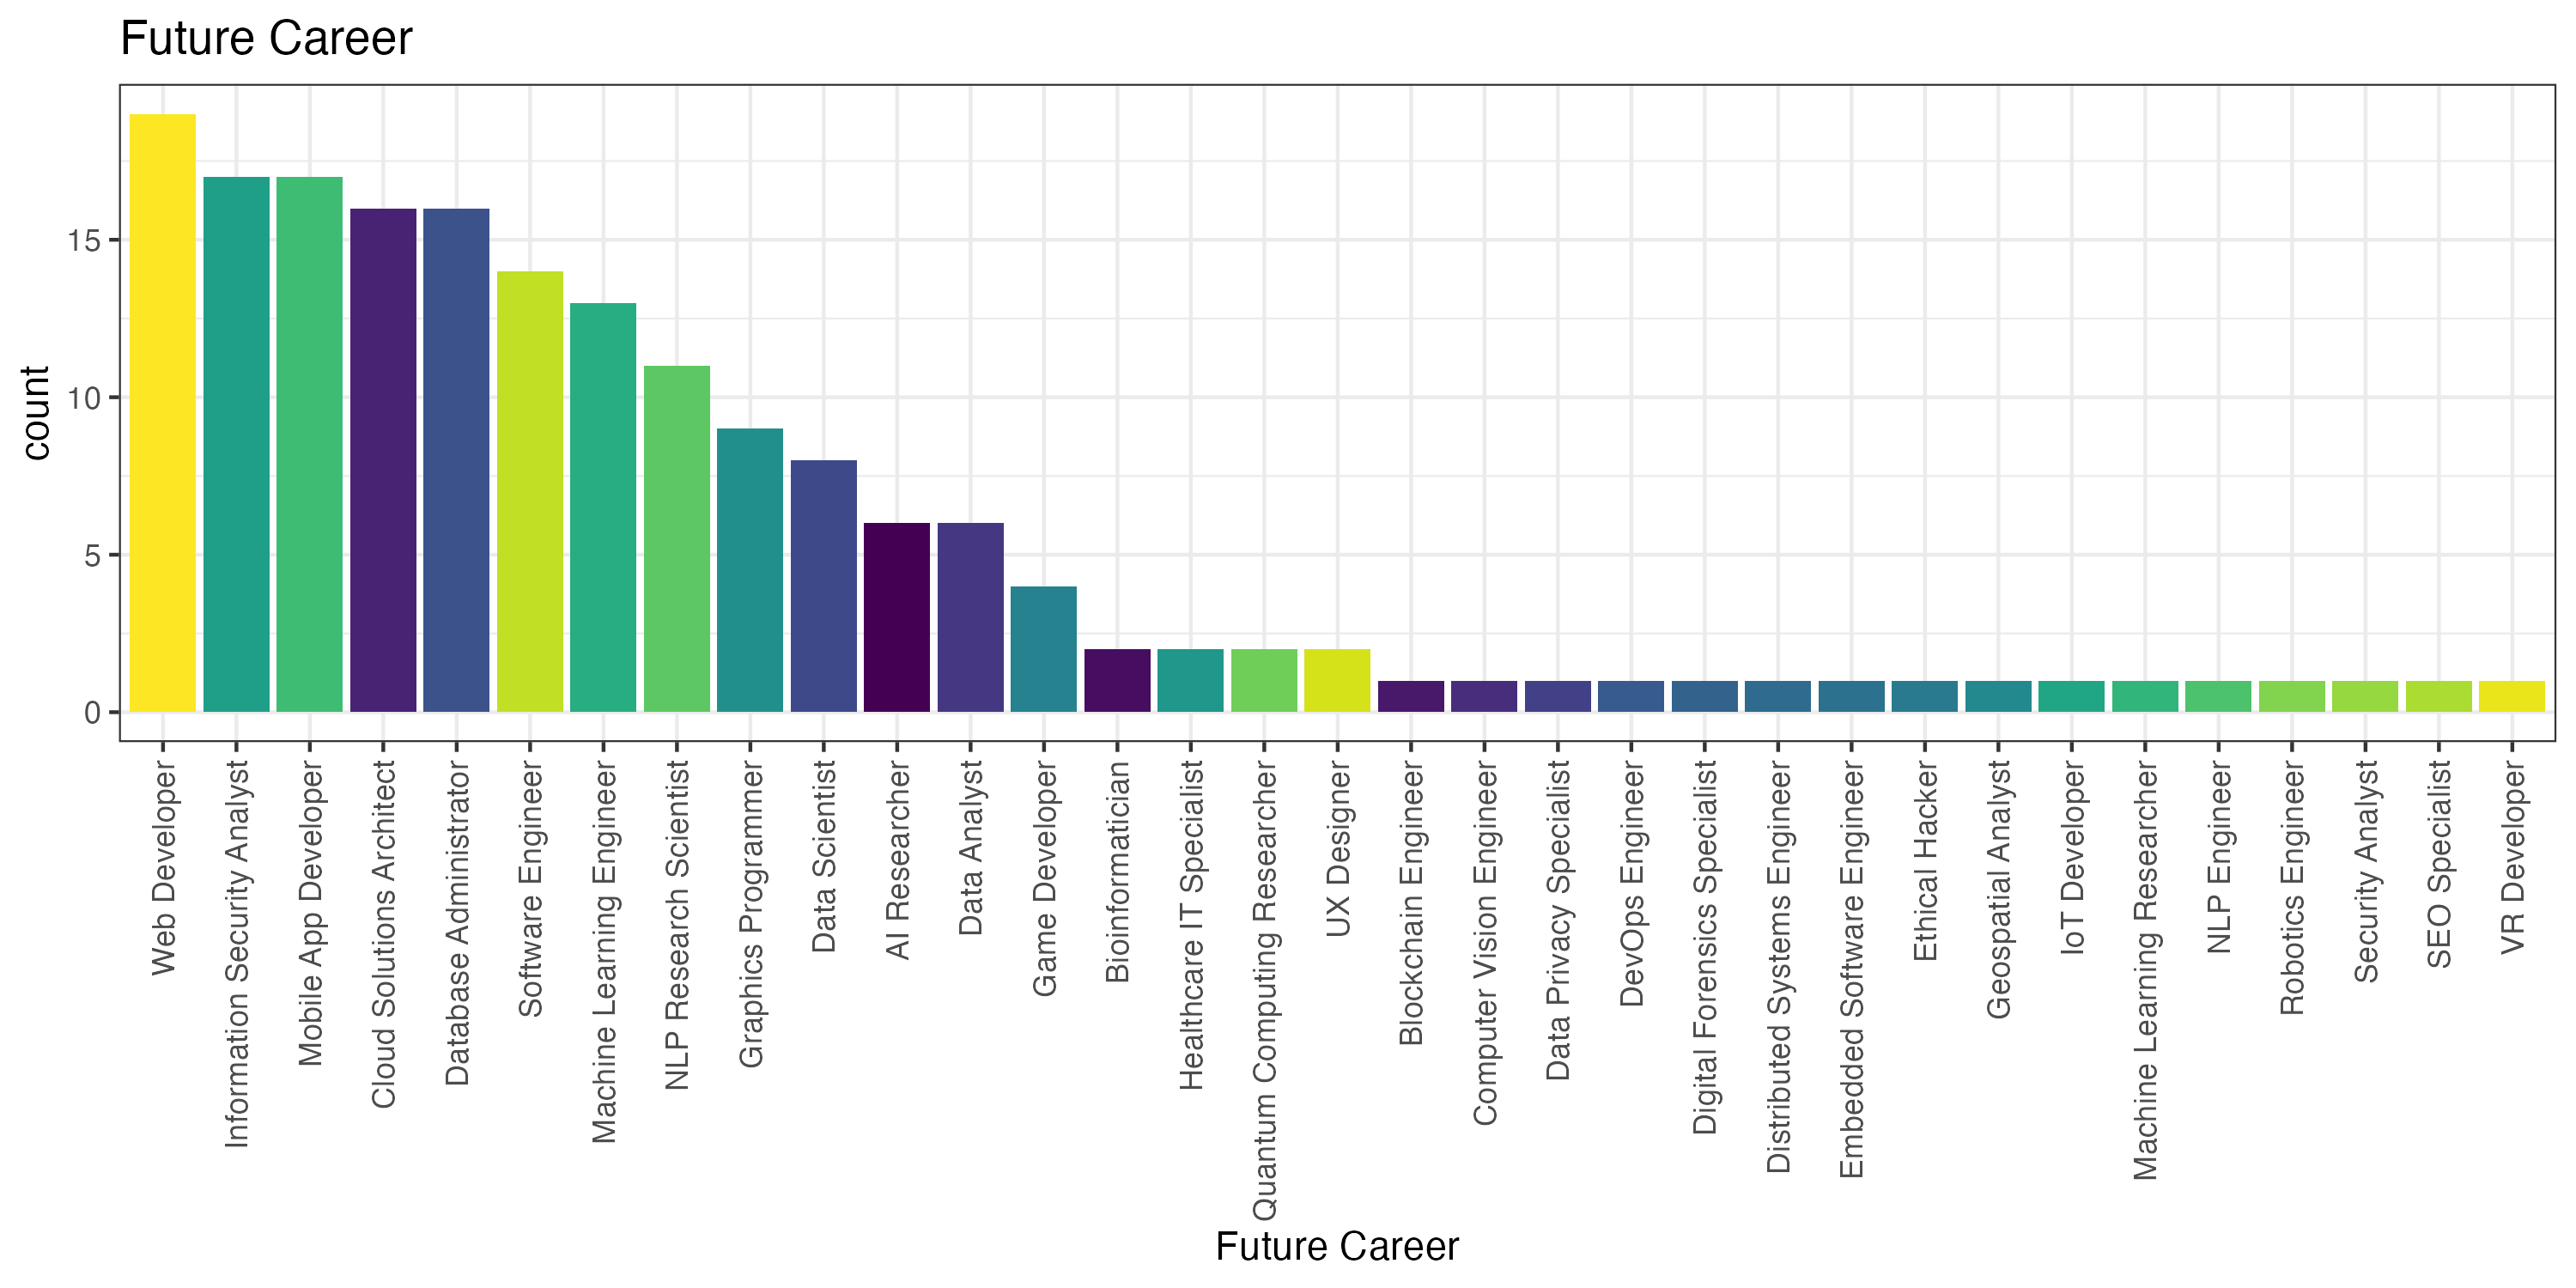 Future Career
count
15
10
5
0
Web Developer
Information Security Analyst
Mobile App Developer
Cloud Solutions Architect
Database Administrator
Software Engineer
Machine Learning Engineer
NLP Research Scientist
Graphics Programmer
Data Scientist
AI Researcher
Data Analyst
Game Developer
Bioinformatician
Healthcare IT Specialist
Quantum Computing Researcher
UX Designer
Blockchain Engineer
Computer Vision Engineer
Data Privacy Specialist
DevOps Engineer
Digital Forensics Specialist
Distributed Systems Engineer
Embedded Software Engineer
Ethical Hacker
Geospatial Analyst
IoT Developer
Machine Learning Researcher
NLP Engineer
Robotics Engineer
Security Analyst
SEO Specialist
VR Developer
Future Career